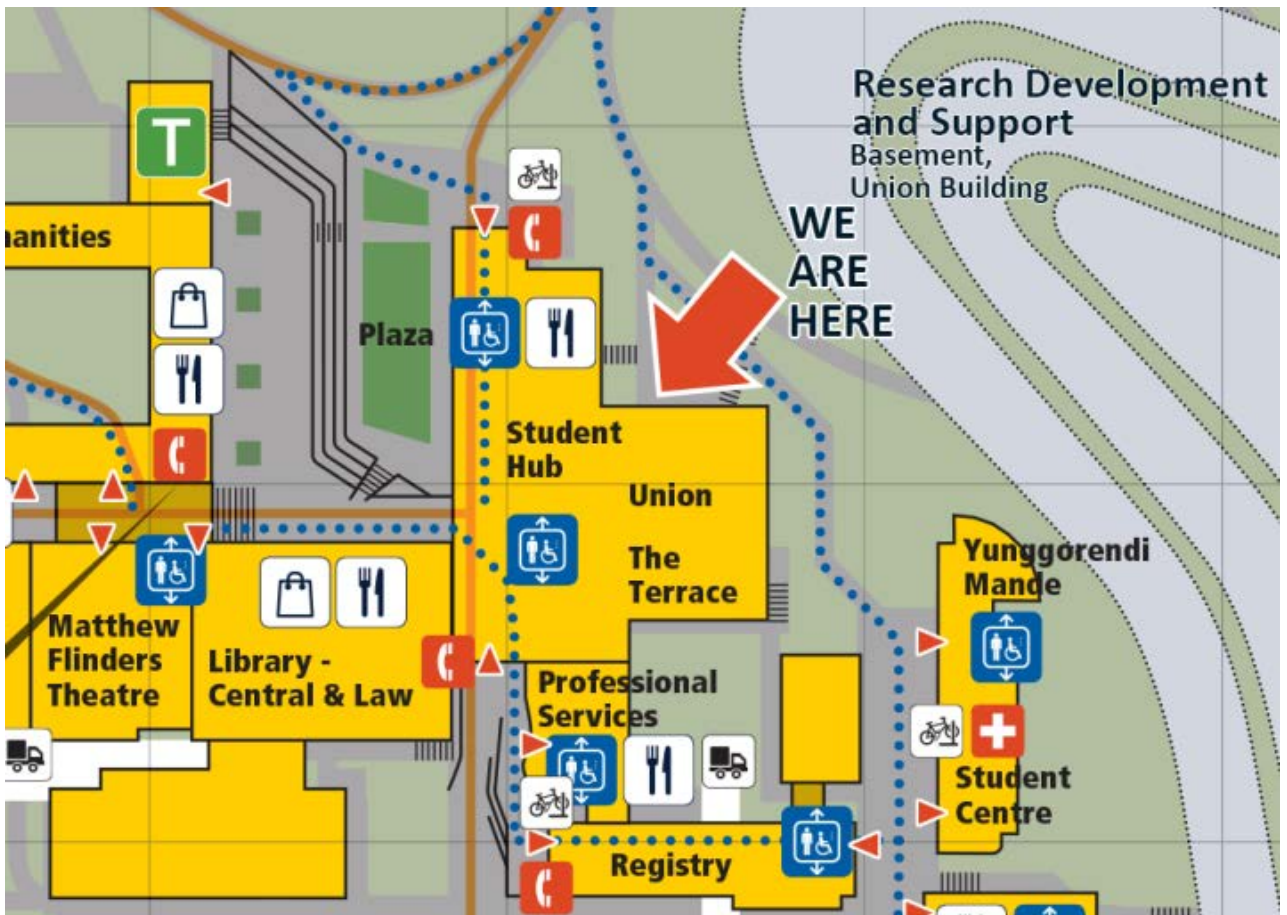 Research Development
and Support
Basement,
Union Building
WE
ARE
HERE
T
anities
Plaza
Student
Hub
Union
The
Terrace
Yunggorendi
Mande
Matthew
Flinders
Theatre
Library -
Central & Law
Professional
Services
Student
Centre
Registry